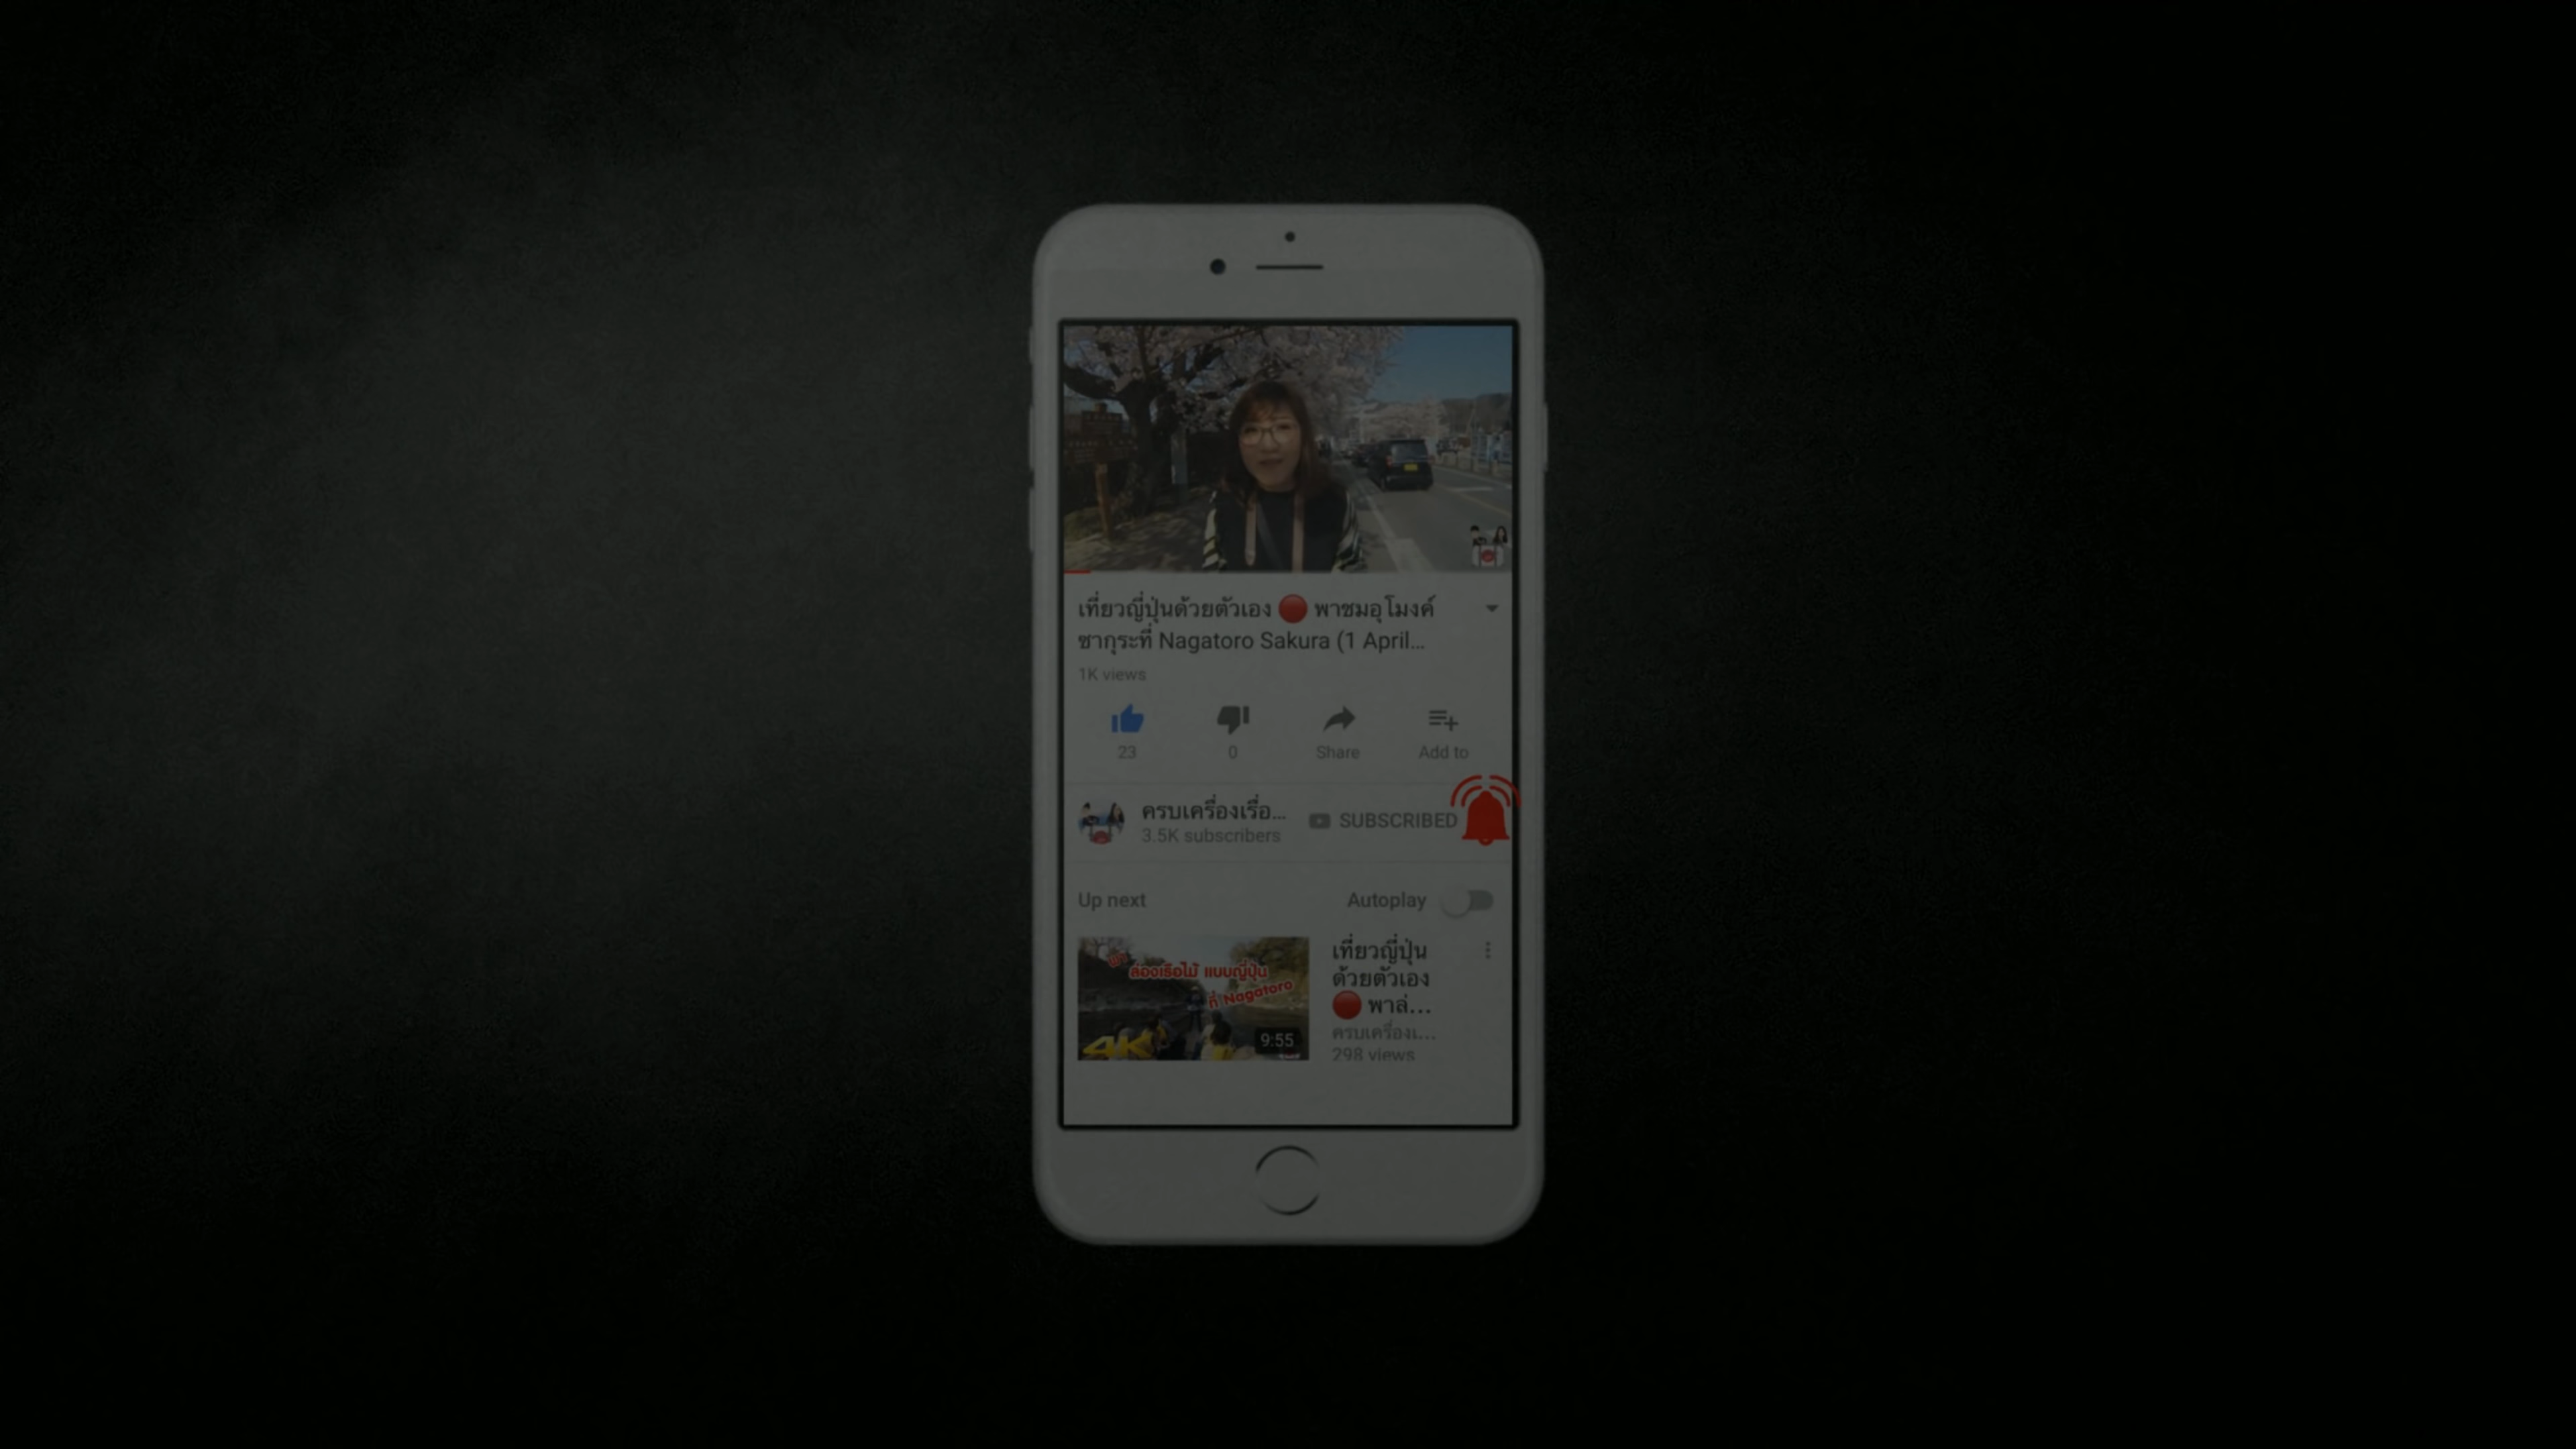 เที่ยวญี่ปุ่นด้วยตัวเอง 🔴 พาชมอุโมงค์
ซากุระที่ Nagatoro Sakura (1 April...
1K views
23
0
Share
Add to
ครบเครื่องเรื่อ...
3.5K subscribers
SUBSCRIBED
Up next
Autoplay
ล่องเรือไม้ แบบญี่ปุ่น
ที่ Nagatoro
4K
9:55
เที่ยวญี่ปุ่น
ด้วยตัวเอง
🔴 พาล่...
ครบเครื่องเ...
298 views